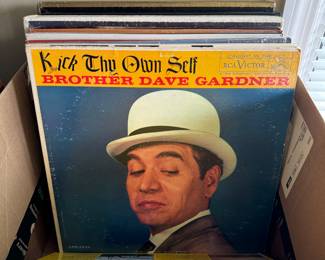 Kick Thy Own Self
BROTHER DAVE GARDNER
RCA VICTOR